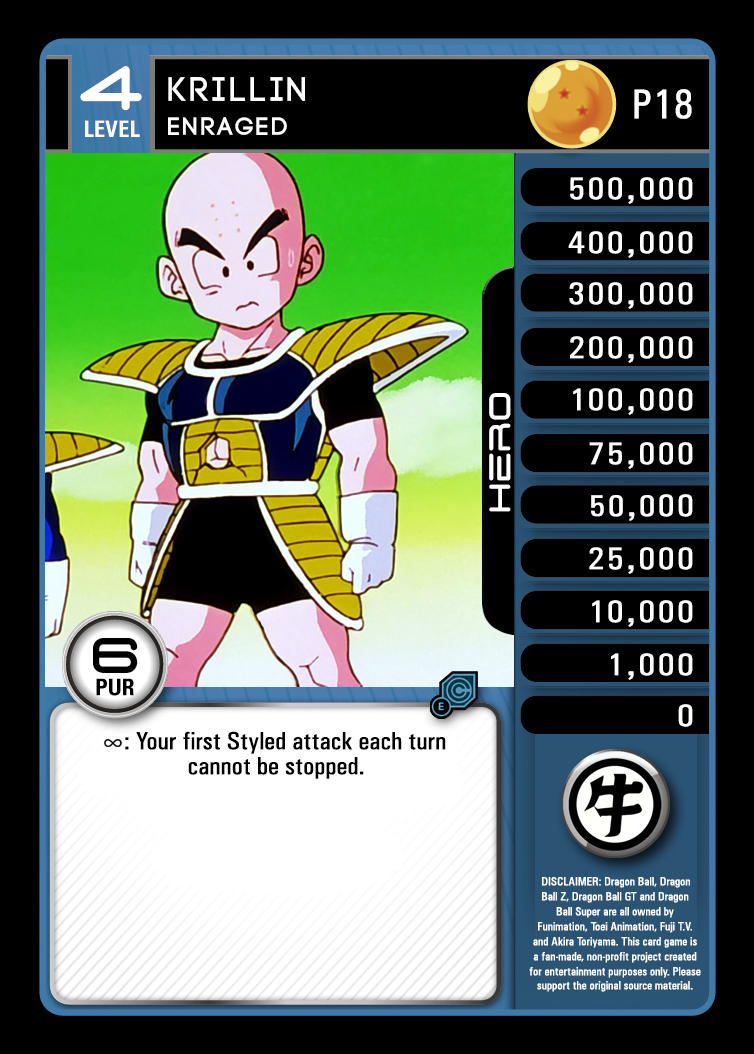 4
LEVEL
KRILLIN
ENRAGED
P18
500,000
400,000
300,000
200,000
100,000
75,000
50,000
25,000
10,000
1,000
0
HERO
6
PUR
E
∞: Your first Styled attack each turn
cannot be stopped.
牛
DISCLAIMER: Dragon Ball, Dragon
Ball Z, Dragon Ball GT and Dragon
Ball Super are all owned by
Funimation, Toei Animation, Fuji T.V.
and Akira Toriyama. This card game is
a fan-made, non-profit project created
for entertainment purposes only. Please
support the original source material.